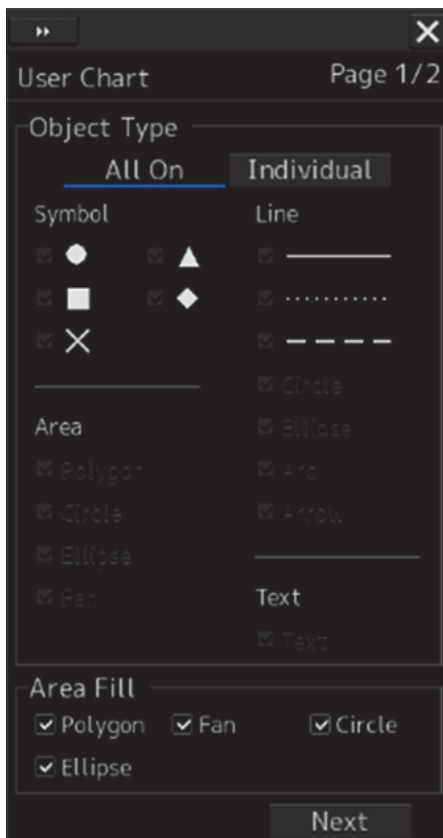 User Chart Page 1/2
Object Type
All On Individual
Symbol Line
Circle
Area Ellipse
Polygon Arc
Circle Arrow
Ellipse
Fan Text
Text
Area Fill
Polygon Fan Circle
Ellipse
Next